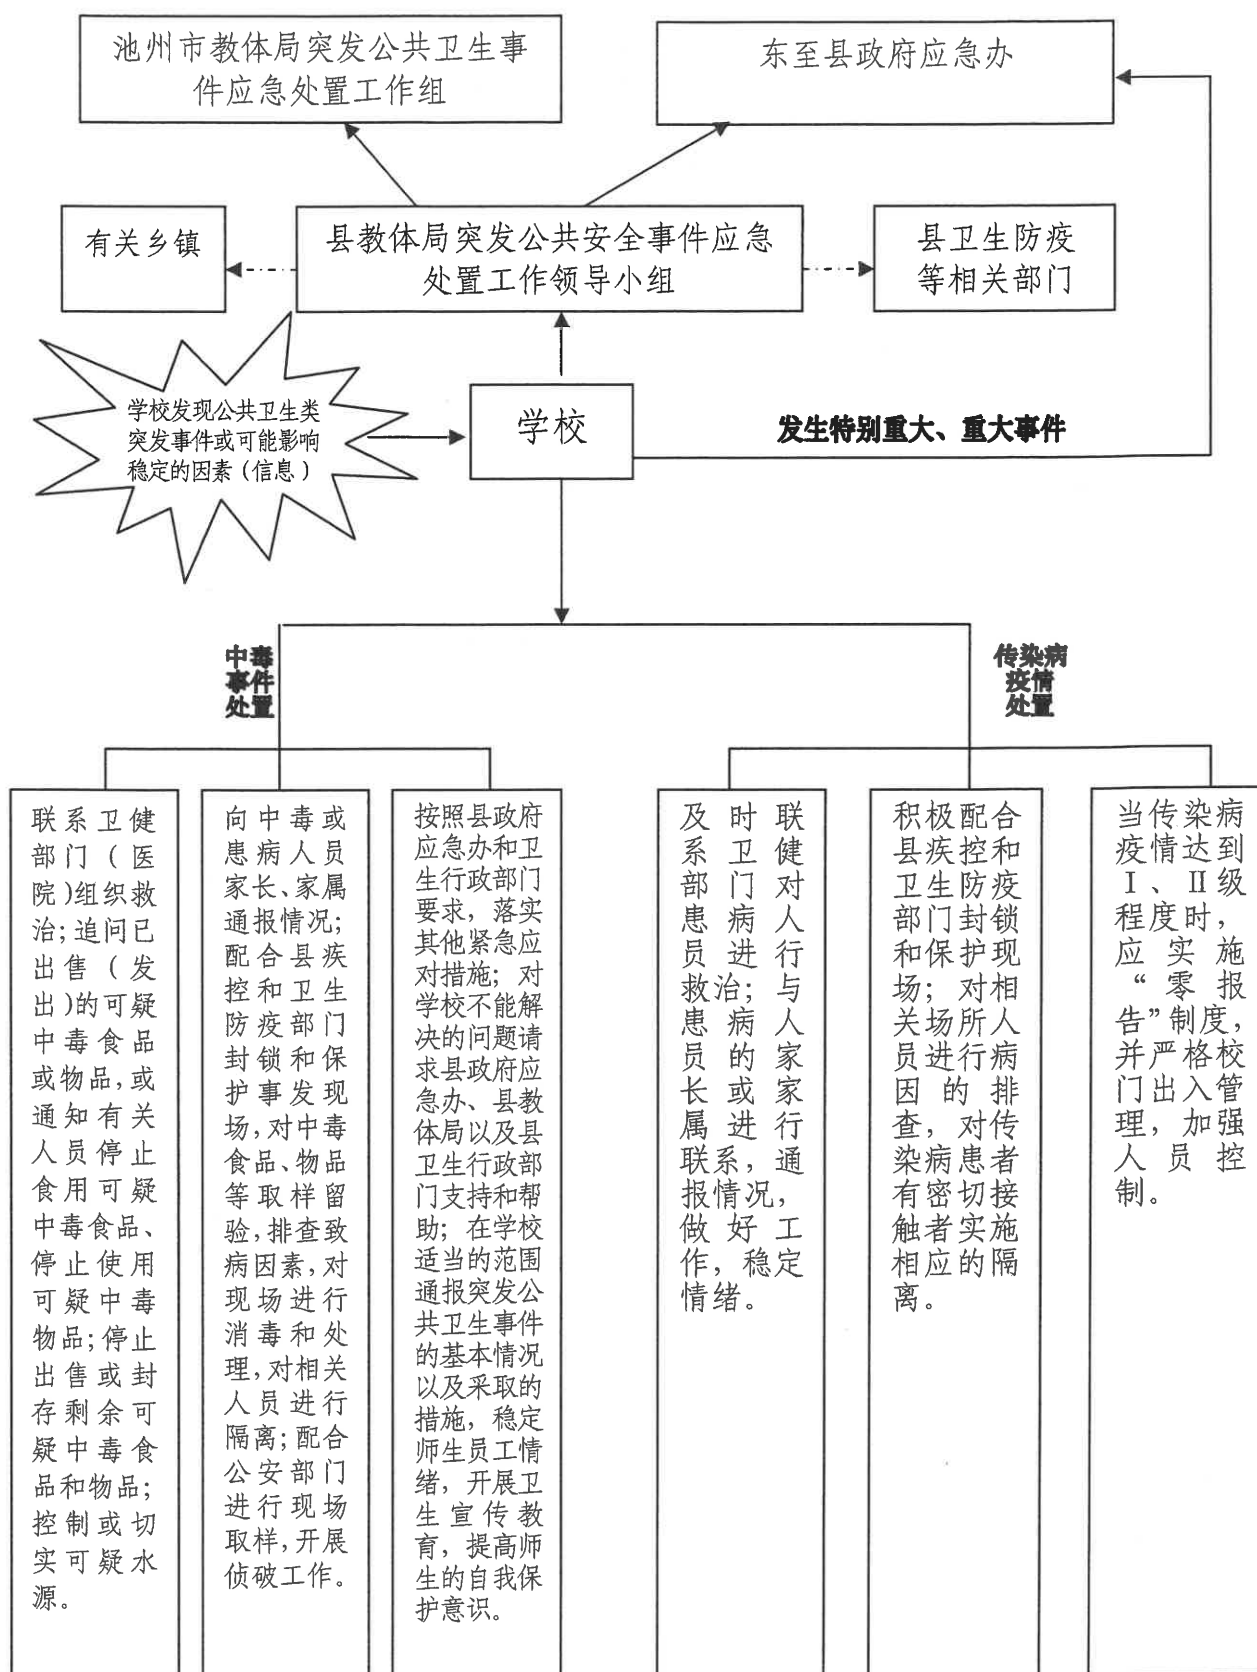 池州市教体局突发公共卫生事
件应急处置工作组
东至县政府应急办
有关乡镇
县教体局突发公共安全事件应急
处置工作领导小组
县卫生防疫
等相关部门
学校发现公共卫生类
突发事件或可能影响
稳定的因素(信息)
学校
发生特别重大、重大事件
中毒
事件
处置
传染病
疫情
处置
联系卫健
部门(医
院)组织救
治;追问已
出售(发
出)的可疑
中毒食品
或物品,或
通知有关
人员停止
食用可疑
中毒食品、
停止使用
可疑中毒
物品;停止
出售或封
存剩余可
疑中毒食
品和物品;
控制或切
实可疑水
源。
向中毒或
患病人员
家长、家属
通报情况;
配合县疾
控和卫生
防疫部门
封锁和保
护事发现
场,对中毒
食品、物品
等取样留
验,排查致
病因素,对
现场进行
消毒和处
理,对相关
人员进行
隔离;配合
公安部门
进行现场
取样,开展
侦破工作。
按照县政府
应急办和卫
生行政部门
要求,落实
其他紧急应
对措施;对
学校不能解
决的问题请
求县政府应
急办、县教
体局以及县
卫生行政部
门支持和帮
助;在学校
适当的范围
通报突发公
共卫生事件
的基本情况
以及采取的
措施,稳定
师生员工情
绪,开展卫
生宣传教
育,提高师
生的自我保
护意识。
及时联
系卫健
部门对
患病人
员进行
救治;与
患病人
员的家
长或家
属进行
联系,通
报情况,
做好工
作,稳定
情绪。
积极配合
县疾控和
卫生防疫
部门封锁
和保护现
场;对相
关场所人
员进行病
因的排
查,对传
染病患者
有密切接
触者实施
相应的隔
离。
当传染病
疫情达到
Ⅰ、Ⅱ级
程度时,
应实施
“零报
告”制度,
并严格校
门出入管
理,加强
人员控
制。